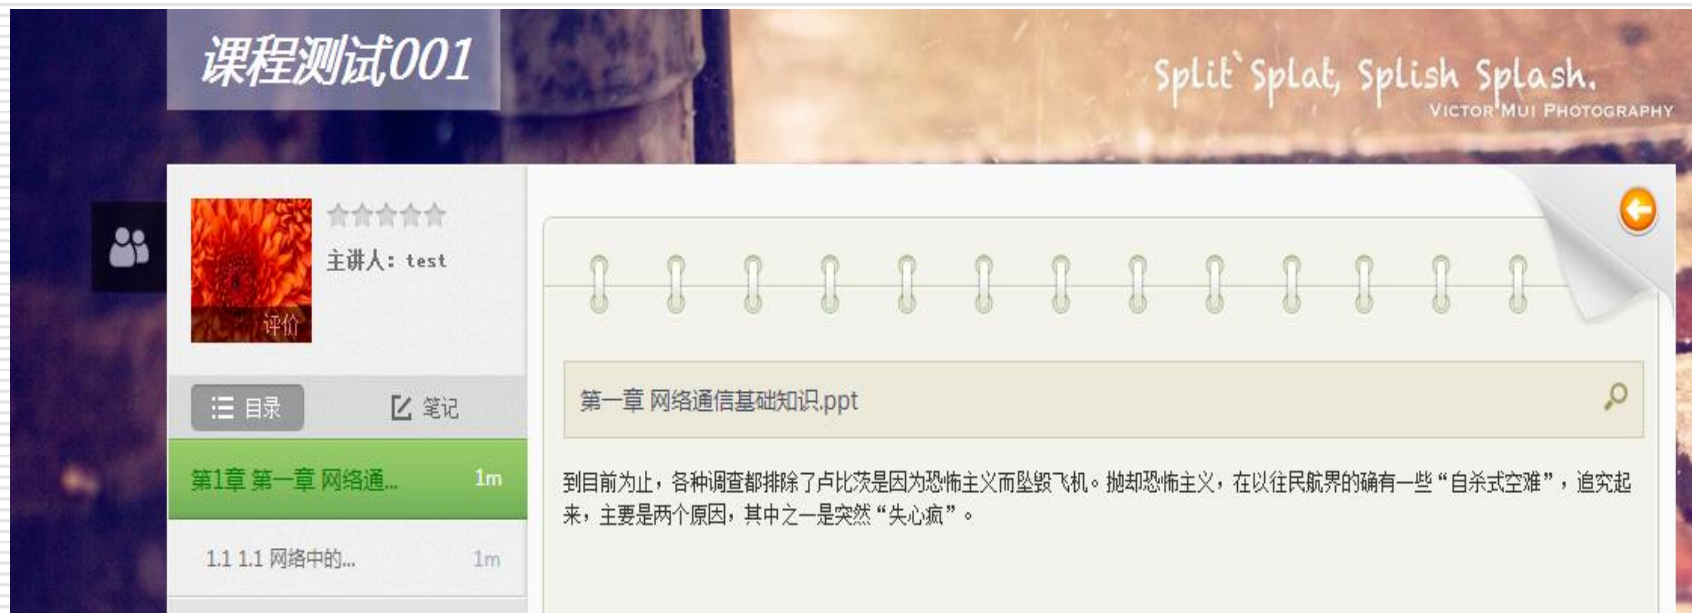 课程测试001
Split`Splat, Splish Splash.
VICTOR MUI PHOTOGRAPHY
主讲人：test
评价
目录
笔记
第1章 第一章 网络通... 1m
1.1 1.1 网络中的... 1m
第一章 网络通信基础知识.ppt
到目前为止，各种调查都排除了卢比茨是因为恐怖主义而坠毁飞机。抛却恐怖主义，在以往民航界的确有一些“自杀式空难”，追究起
来，主要是两个原因，其中之一是突然“失心疯”。